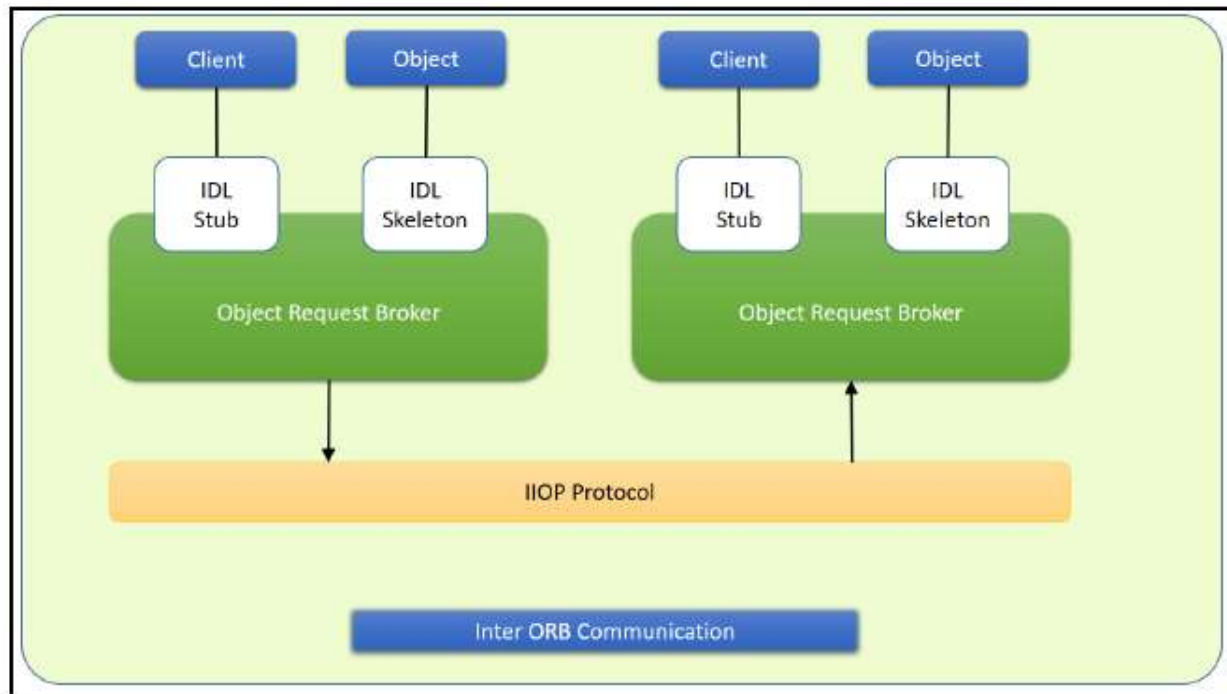 Client
Object
Client
Object
IDL
Stub
IDL
Skeleton
IDL
Stub
IDL
Skeleton
Object Request Broker
Object Request Broker
IIOP Protocol
Inter ORB Communication